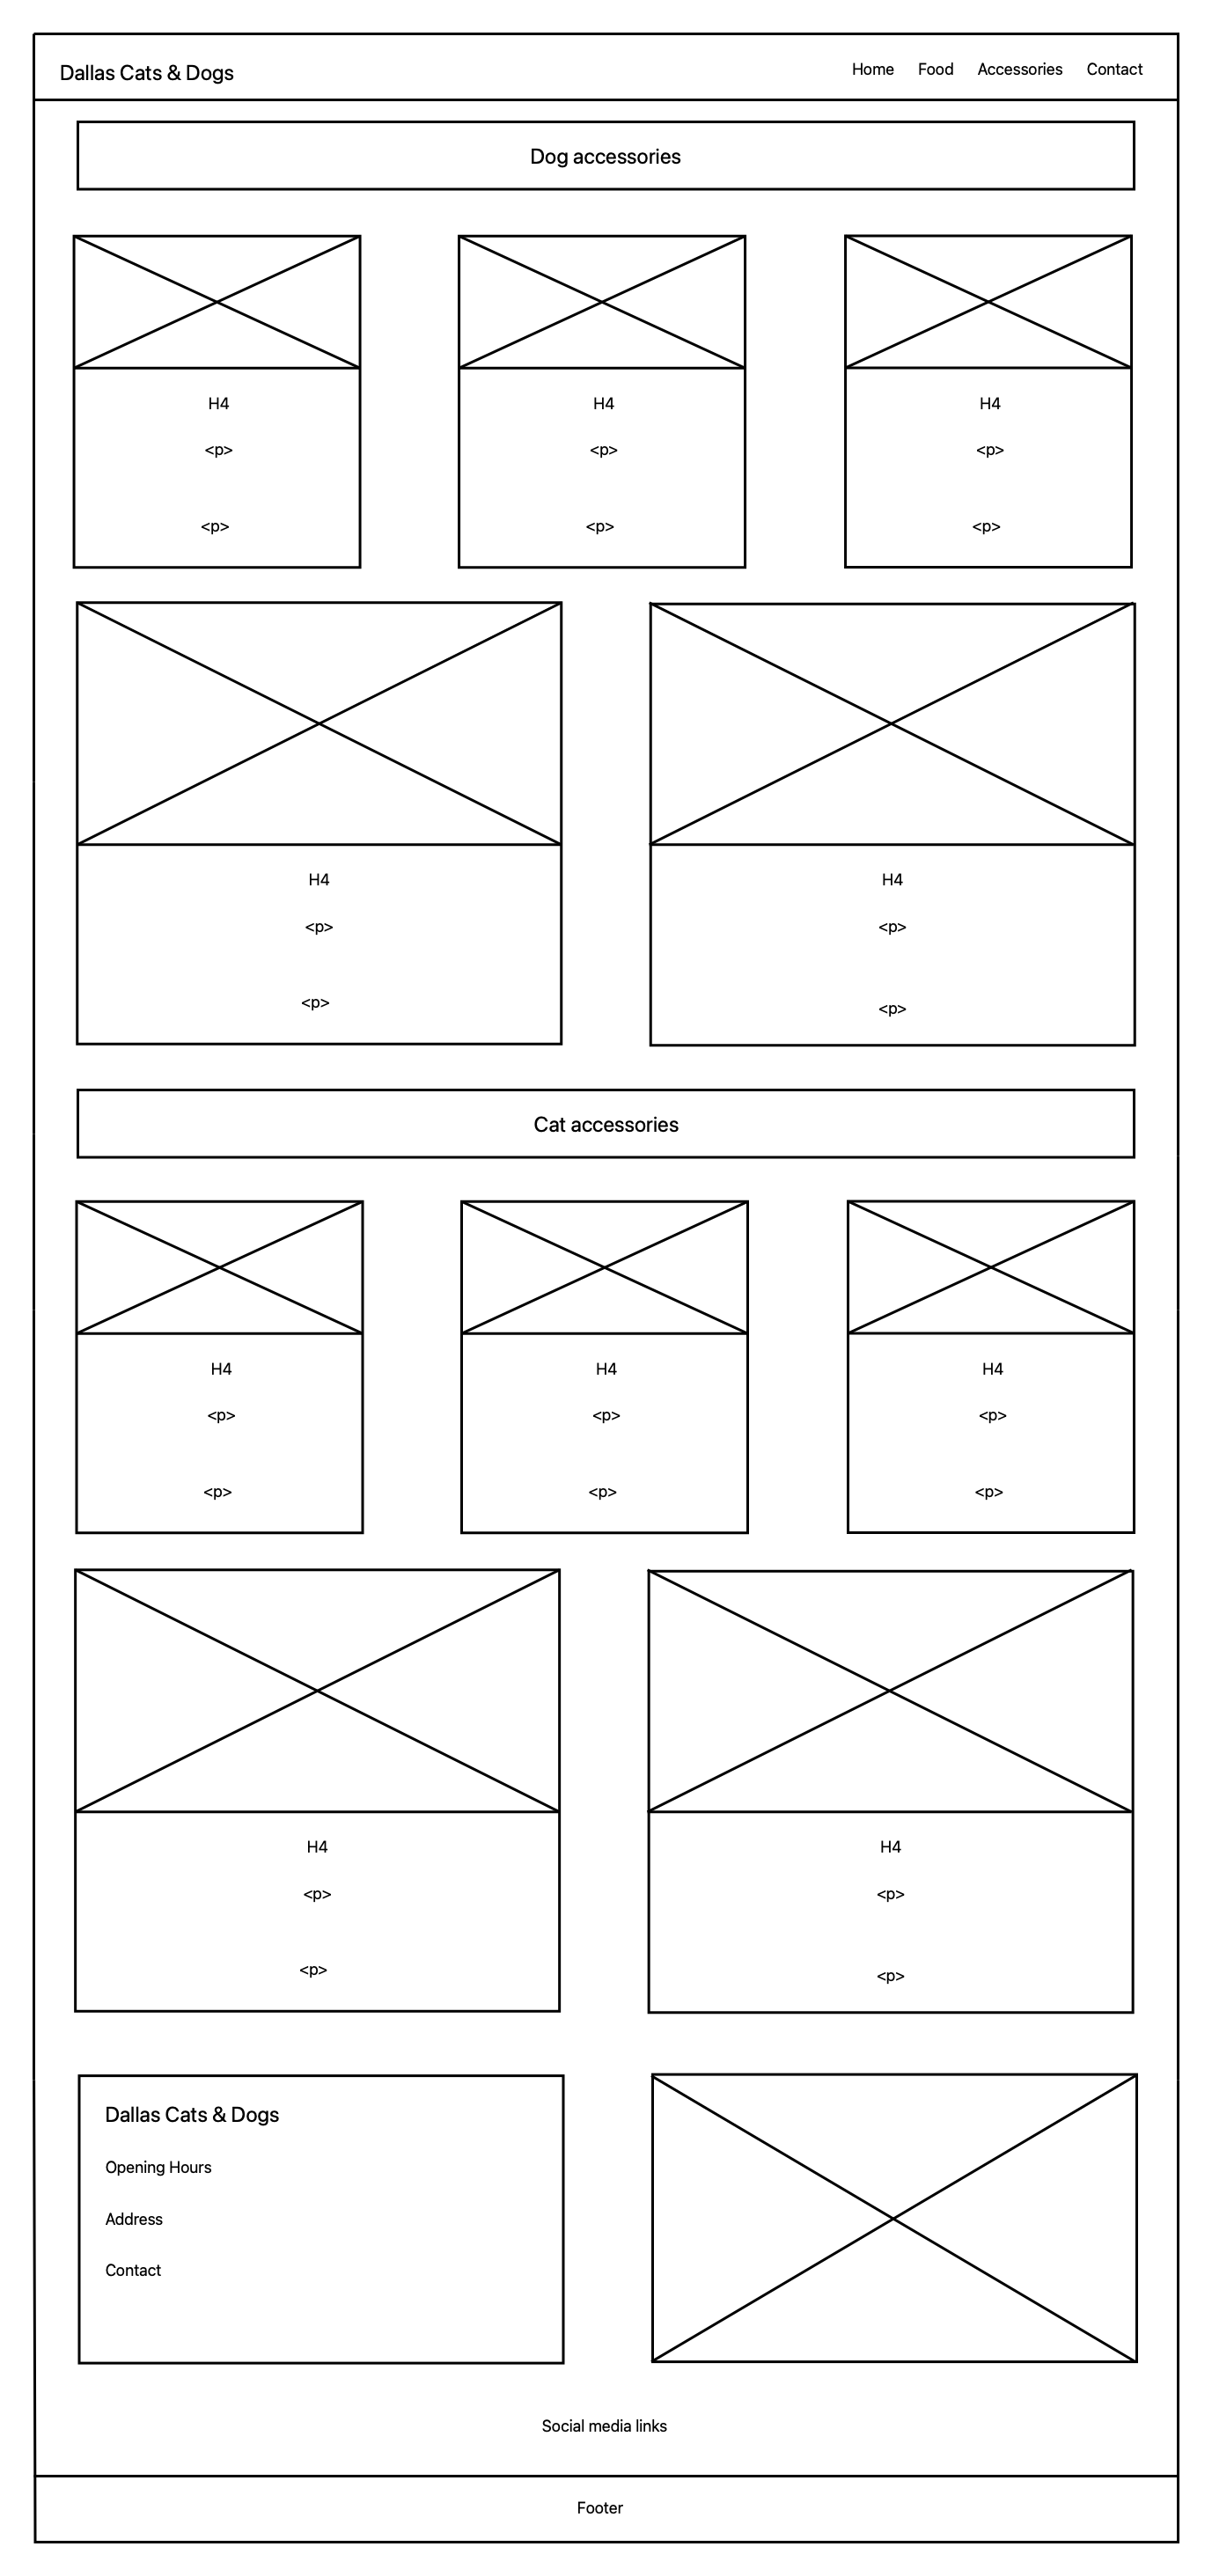 Dallas Cats & Dogs
Home Food Accessories Contact
Dog accessories
H4 H4 H4
<p> <p> <p>
<p> <p> <p>
H4 H4
<p> <p>
<p> <p>
Cat accessories
H4 H4 H4
<p> <p> <p>
<p> <p> <p>
H4 H4
<p> <p>
<p> <p>
Dallas Cats & Dogs
Opening Hours
Address
Contact
Social media links
Footer